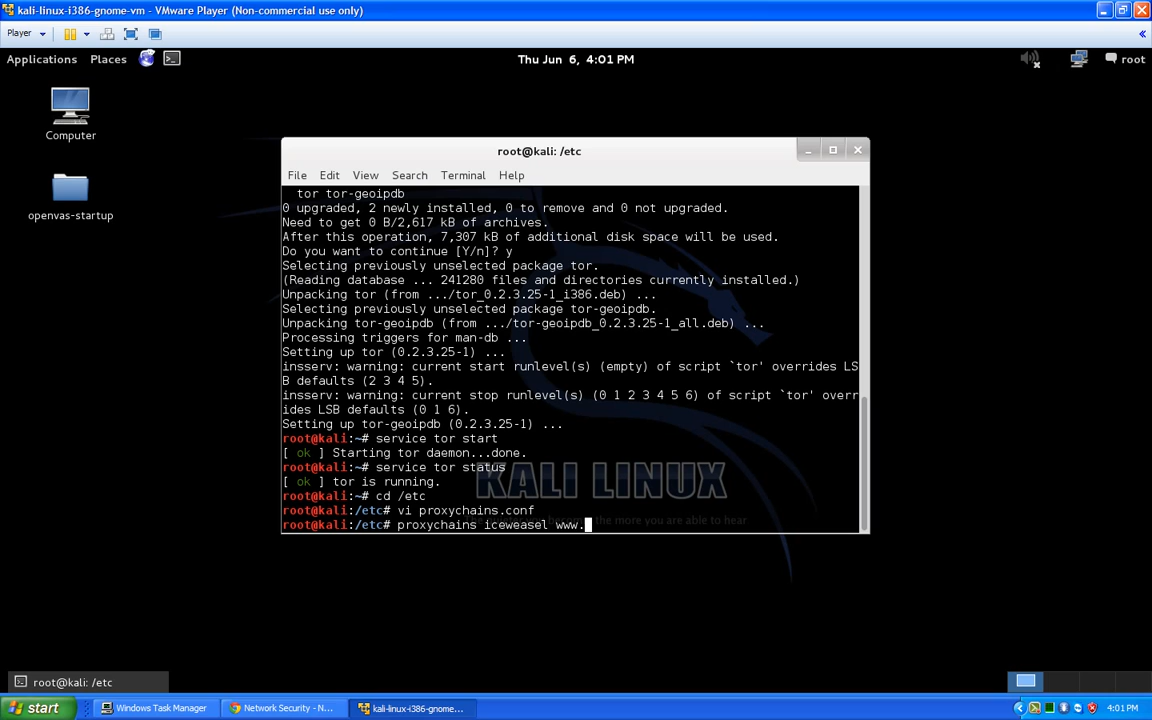 kali-linux-i386-gnome-vm - VMware Player (Non-commercial use only)
Player
Applications Places Thu Jun 6, 4:01 PM root
Computer
openvas-startup
root@kali: /etc
File Edit View Search Terminal Help
tor tor-geoipdb
0 upgraded, 2 newly installed, 0 to remove and 0 not upgraded.
Need to get 0 B/2,617 kB of archives.
After this operation, 7,307 kB of additional disk space will be used.
Do you want to continue [Y/n]? y
Selecting previously unselected package tor.
(Reading database ... 241280 files and directories currently installed.)
Unpacking tor (from .../tor_0.2.3.25-1_i386.deb) ...
Selecting previously unselected package tor-geoipdb.
Unpacking tor-geoipdb (from .../tor-geoipdb_0.2.3.25-1_all.deb) ...
Processing triggers for man-db ...
Setting up tor (0.2.3.25-1) ...
insserv: warning: current start runlevel(s) (empty) of script `tor' overrides LS
B defaults (2 3 4 5).
insserv: warning: current stop runlevel(s) (0 1 2 3 4 5 6) of script `tor' overr
ides LSB defaults (0 1 6).
Setting up tor-geoipdb (0.2.3.25-1) ...
root@kali:~# service tor start
[ ok ] Starting tor daemon...done.
root@kali:~# service tor status
[ ok ] tor is running.
KALI LINUX
root@kali:~# cd /etc
root@kali:/etc# vi proxychains.conf
root@kali:/etc# proxychains iceweasel www.
the more you are able to hear
root@kali: /etc
start Windows Task Manager Network Security - N... kali-linux-i386-gnome... 4:01 PM